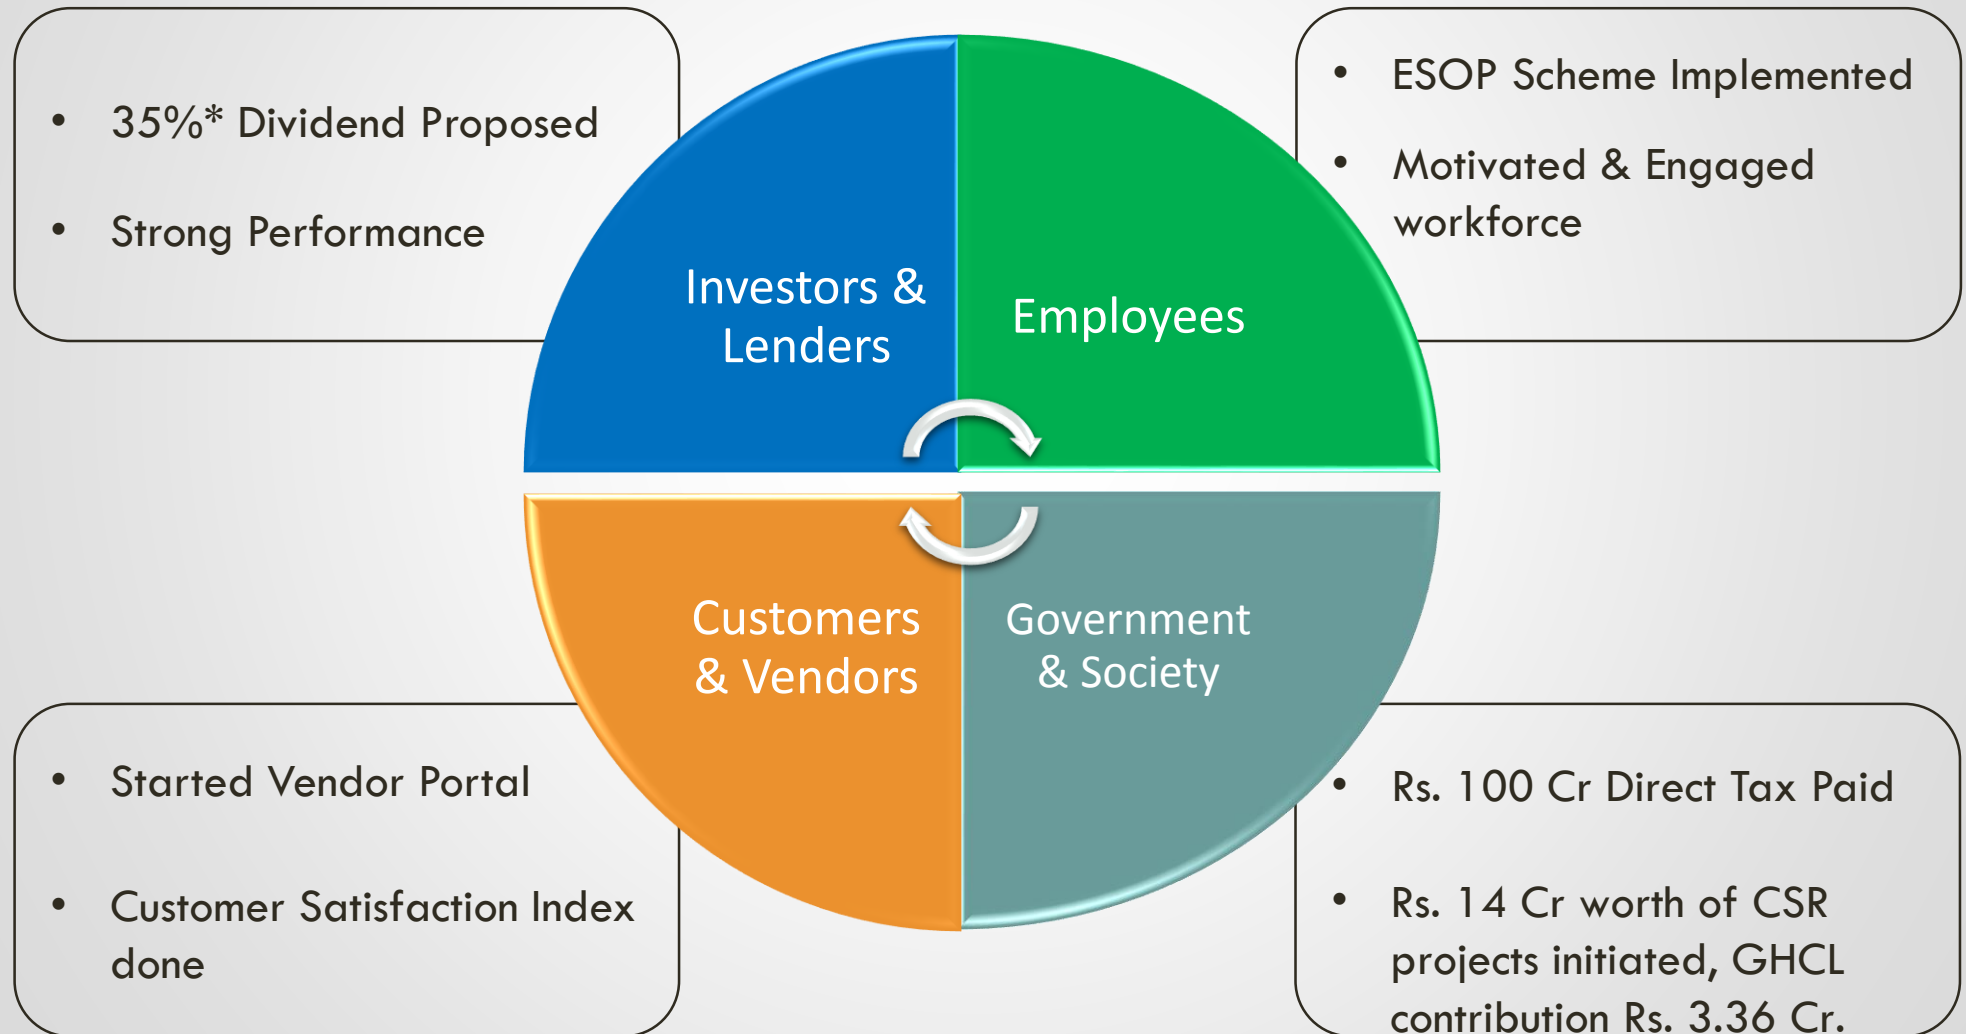 • 35%* Dividend Proposed
• Strong Performance
• ESOP Scheme Implemented
• Motivated & Engaged
workforce
Investors &
Lenders
Employees
Customers
& Vendors
Government
& Society
• Started Vendor Portal
• Customer Satisfaction Index
done
• Rs. 100 Cr Direct Tax Paid
• Rs. 14 Cr worth of CSR
projects initiated, GHCL
contribution Rs. 3.36 Cr.